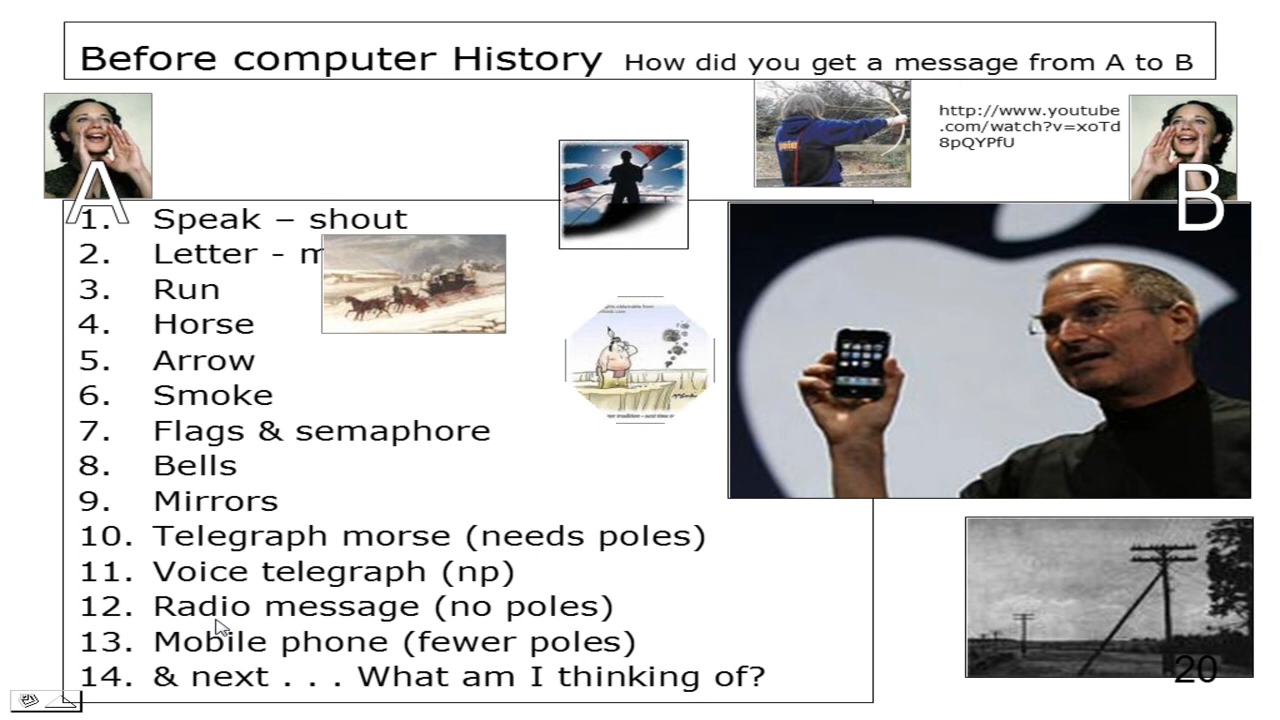 Before computer History How did you get a message from A to B
http://www.youtube
.com/watch?v=xoTd
8pQYPfU
A
B
1. Speak – shout
2. Letter - m
3. Run
4. Horse
5. Arrow
6. Smoke
7. Flags & semaphore
8. Bells
9. Mirrors
10. Telegraph morse (needs poles)
11. Voice telegraph (np)
12. Radio message (no poles)
13. Mobile phone (fewer poles)
14. & next . . . What am I thinking of?
20